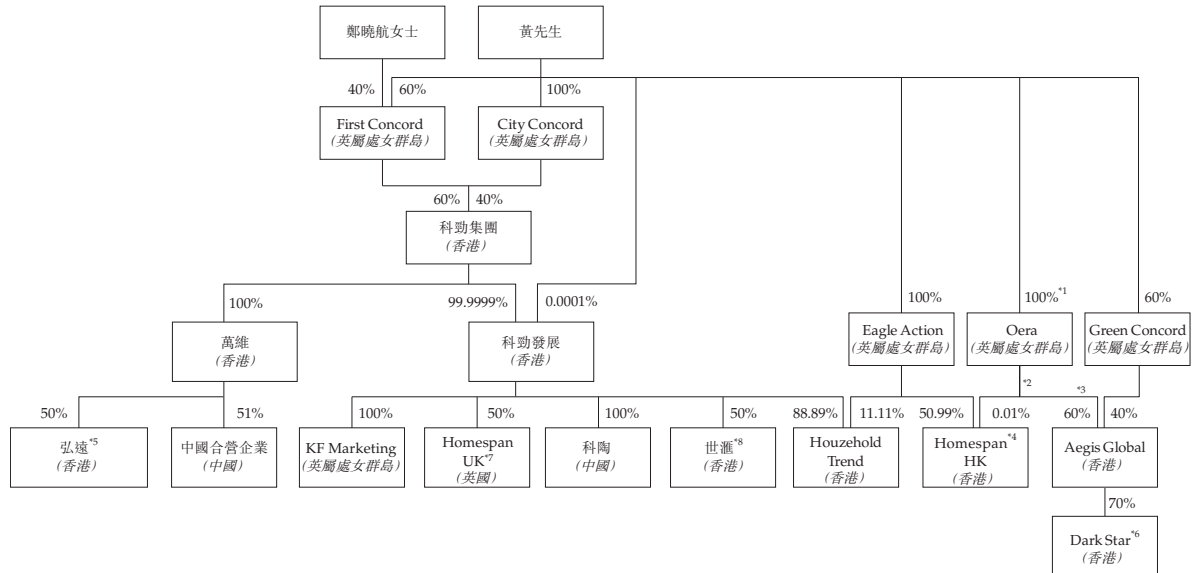 鄭曉航女士
黃先生
40%
60%
100%
First Concord
(英屬處女群島)
City Concord
(英屬處女群島)
60%
40%
科勁集團
(香港)
100%
99.9999%
0.0001%
100%
100%*1
60%
萬維
(香港)
科勁發展
(香港)
Eagle Action
(英屬處女群島)
Oera
(英屬處女群島)
Green Concord
(英屬處女群島)
*2
*3
50%
51%
100%
50%
100%
50%
88.89%
11.11%
50.99%
0.01%
60%
40%
弘遠*5
(香港)
中國合營企業
(中國)
KF Marketing
(英屬處女群島)
Homespan
UK*7
(英國)
科陶
(中國)
世滙*8
(香港)
Houzehold
Trend
(香港)
Homespan*4
HK
(香港)
Aegis Global
(香港)
70%
Dark Star*6
(香港)